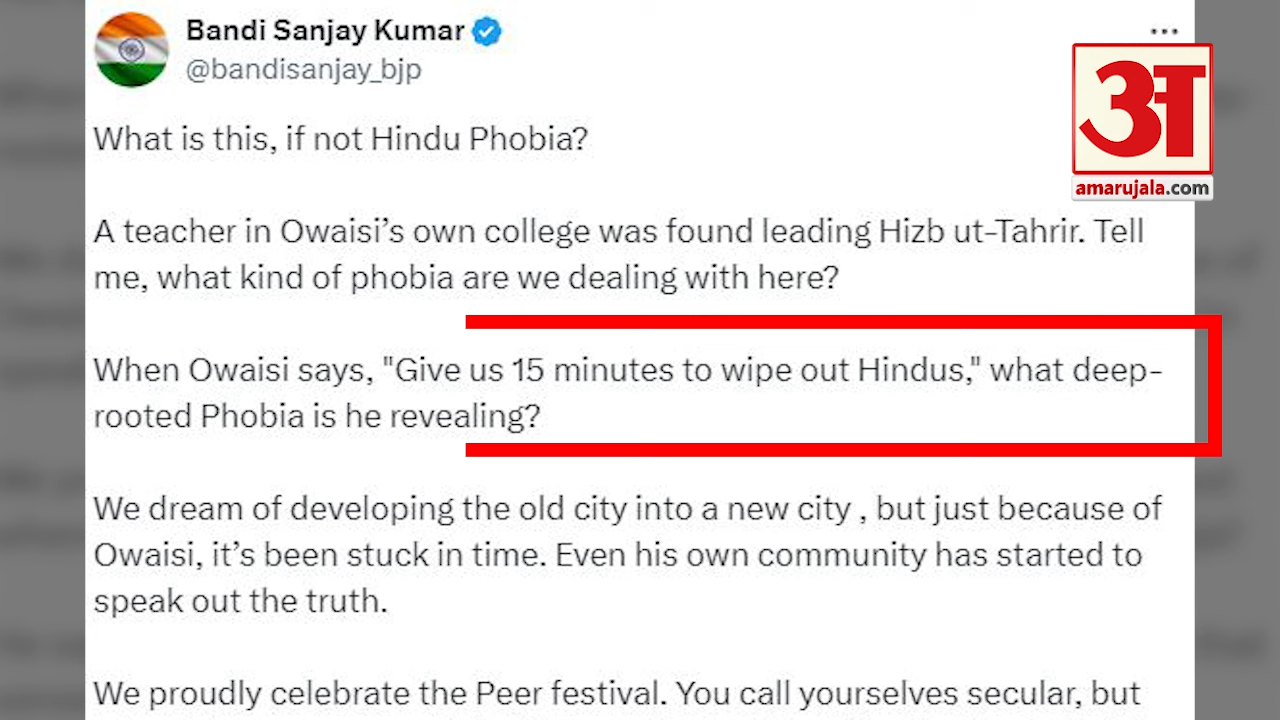 Bandi Sanjay Kumar
@bandisanjay_bjp
अ
amarujala.com
What is this, if not Hindu Phobia?
A teacher in Owaisi’s own college was found leading Hizb ut-Tahrir. Tell
me, what kind of phobia are we dealing with here?
When Owaisi says, "Give us 15 minutes to wipe out Hindus," what deep-
rooted Phobia is he revealing?
We dream of developing the old city into a new city , but just because of
Owaisi, it’s been stuck in time. Even his own community has started to
speak out the truth.
We proudly celebrate the Peer festival. You call yourselves secular, but